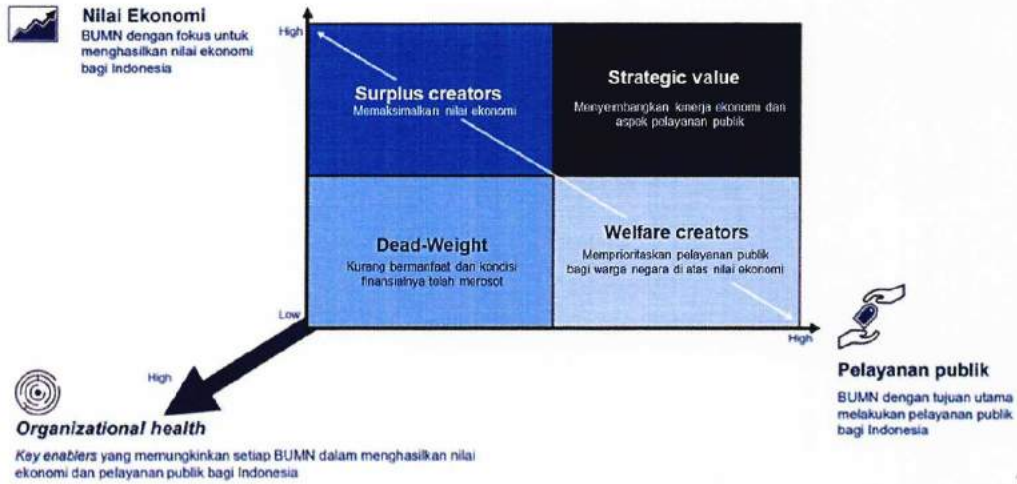 Nilai Ekonomi
BUMN dengan fokus untuk
menghasilkan nilai ekonomi
bagi Indonesia
High
Surplus creators
Memaksimalkan nilai ekonomi
Strategic value
Menyeimbangkan kinerja ekonomi dan
aspek pelayanan publik
Dead-Weight
Kurang bermanfaat dan kondisi
finansialnya telah merosot
Welfare creators
Memprioritaskan pelayanan publik
bagi warga negara di atas nilai ekonomi
Low
High
High
Organizational health
Key enablers yang memungkinkan setiap BUMN dalam menghasilkan nilai
ekonomi dan pelayanan publik bagi Indonesia
Pelayanan publik
BUMN dengan tujuan utama
melakukan pelayanan publik
bagi Indonesia